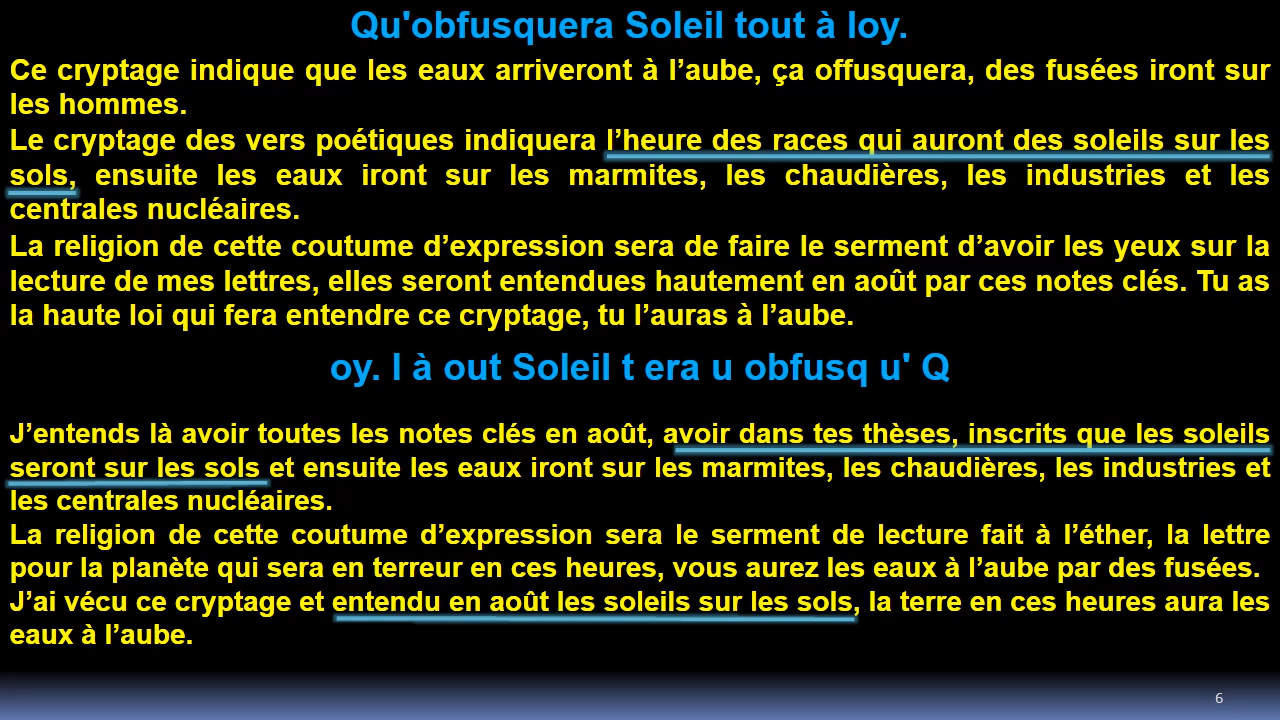 Qu'obfusquera Soleil tout à loy.
Ce cryptage indique que les eaux arriveront à l’aube, ça offusquera, des fusées iront sur
les hommes.
Le cryptage des vers poétiques indiquera l’heure des races qui auront des soleils sur les
sols, ensuite les eaux iront sur les marmites, les chaudières, les industries et les
centrales nucléaires.
La religion de cette coutume d’expression sera de faire le serment d’avoir les yeux sur la
lecture de mes lettres, elles seront entendues hautement en août par ces notes clés. Tu as
la haute loi qui fera entendre ce cryptage, tu l’auras à l’aube.
oy. l à out Soleil t era u obfusq u' Q
J’entends là avoir toutes les notes clés en août, avoir dans tes thèses, inscrits que les soleils
seront sur les sols et ensuite les eaux iront sur les marmites, les chaudières, les industries et
les centrales nucléaires.
La religion de cette coutume d’expression sera le serment de lecture fait à l’éther, la lettre
pour la planète qui sera en terreur en ces heures, vous aurez les eaux à l’aube par des fusées.
J’ai vécu ce cryptage et entendu en août les soleils sur les sols, la terre en ces heures aura les
eaux à l’aube.
6